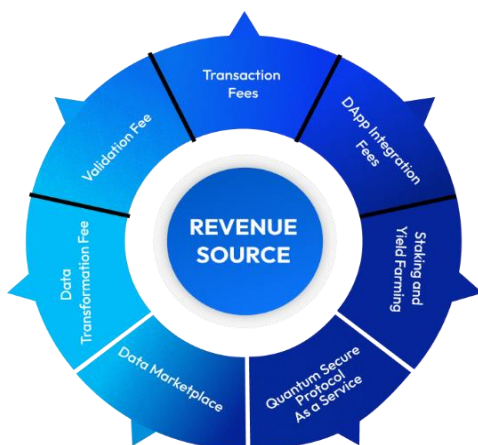 Transaction
Fees
DApp Integration
Fees
Staking and
Yield Farming
Quantum Secure
Protocol
As a Service
Data Marketplace
Data
Transformation Fee
Validation Fee
REVENUE
SOURCE